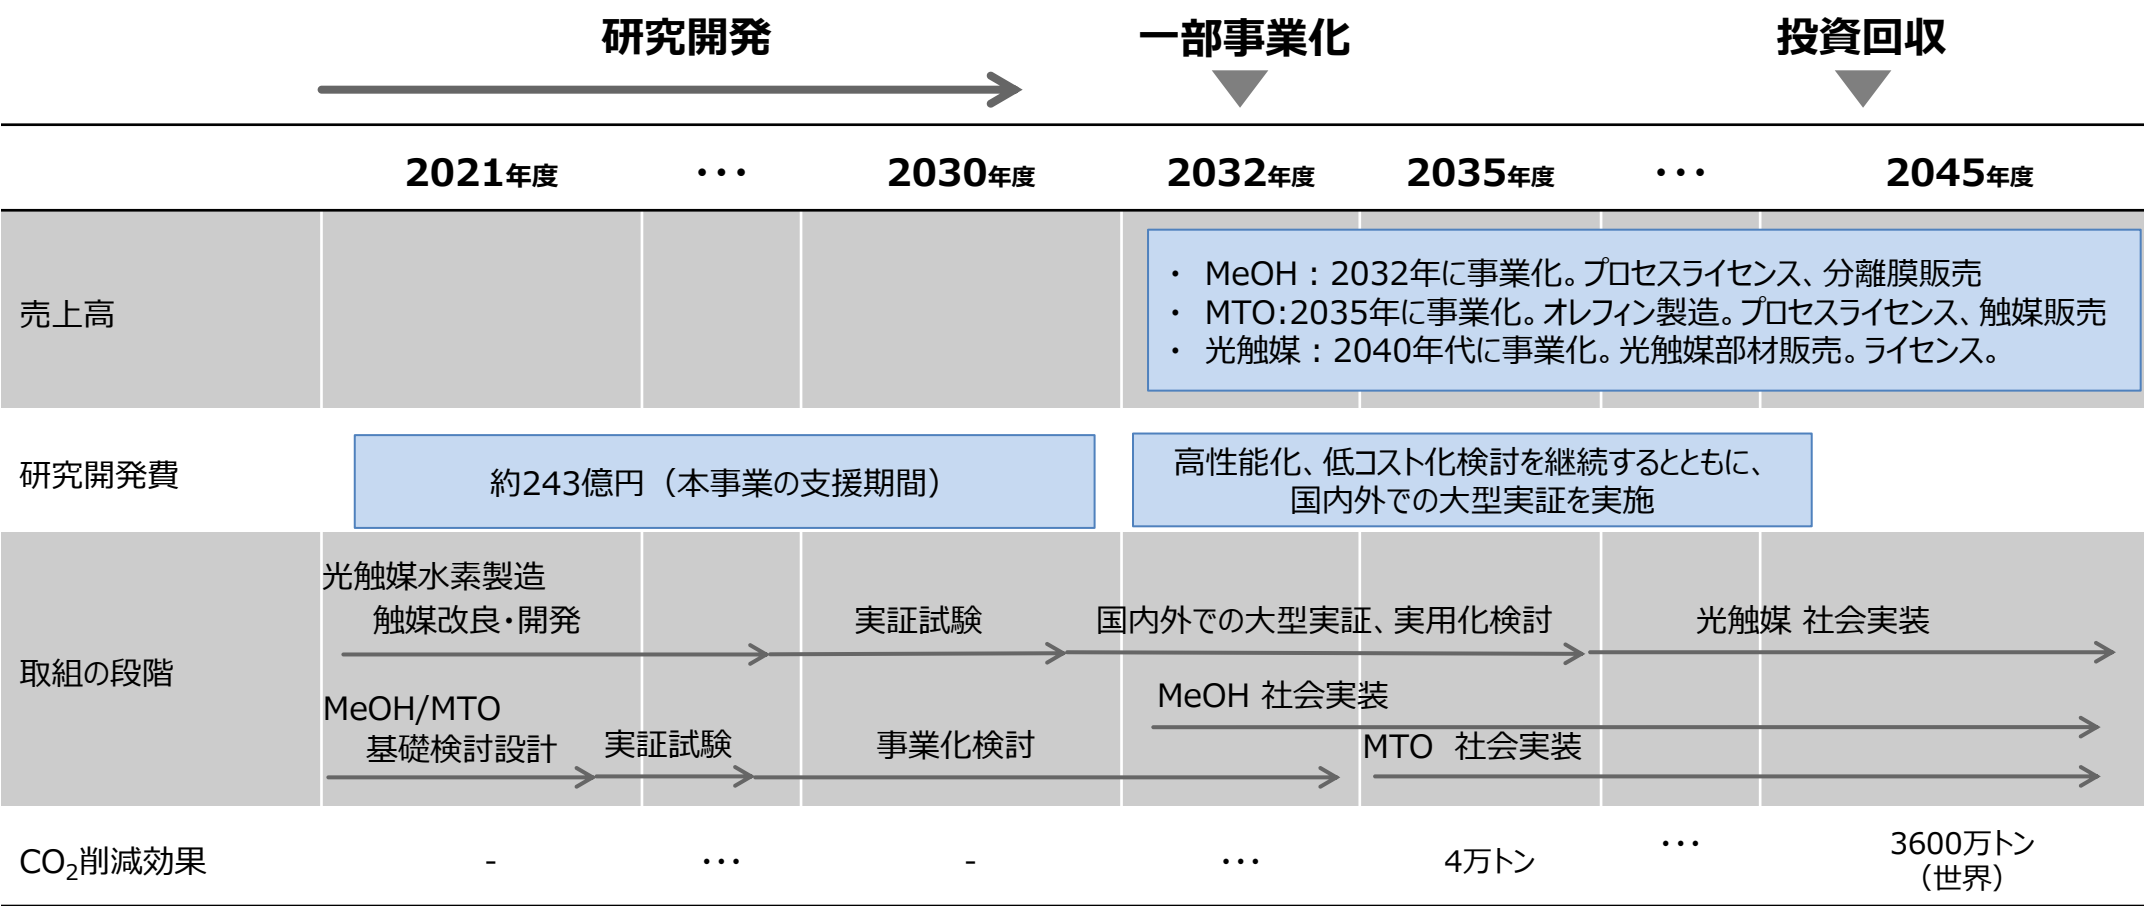 研究開発 一部事業化 投資回収
2021年度 ・・・ 2030年度 2032年度 2035年度 ・・・ 2045年度
売上高
・ MeOH：2032年に事業化。プロセスライセンス、分離膜販売
・ MTO:2035年に事業化。オレフィン製造。プロセスライセンス、触媒販売
・ 光触媒：2040年代に事業化。光触媒部材販売。ライセンス。
研究開発費
約243億円（本事業の支援期間）
高性能化、低コスト化検討を継続するとともに、
国内外での大型実証を実施
取組の段階
光触媒水素製造
触媒改良・開発 実証試験 国内外での大型実証、実用化検討 光触媒 社会実装
MeOH 社会実装
MeOH/MTO
基礎検討設計 実証試験 事業化検討 MTO 社会実装
CO₂削減効果 - ・・・ - ・・・ 4万トン ・・・ 3600万トン
（世界）